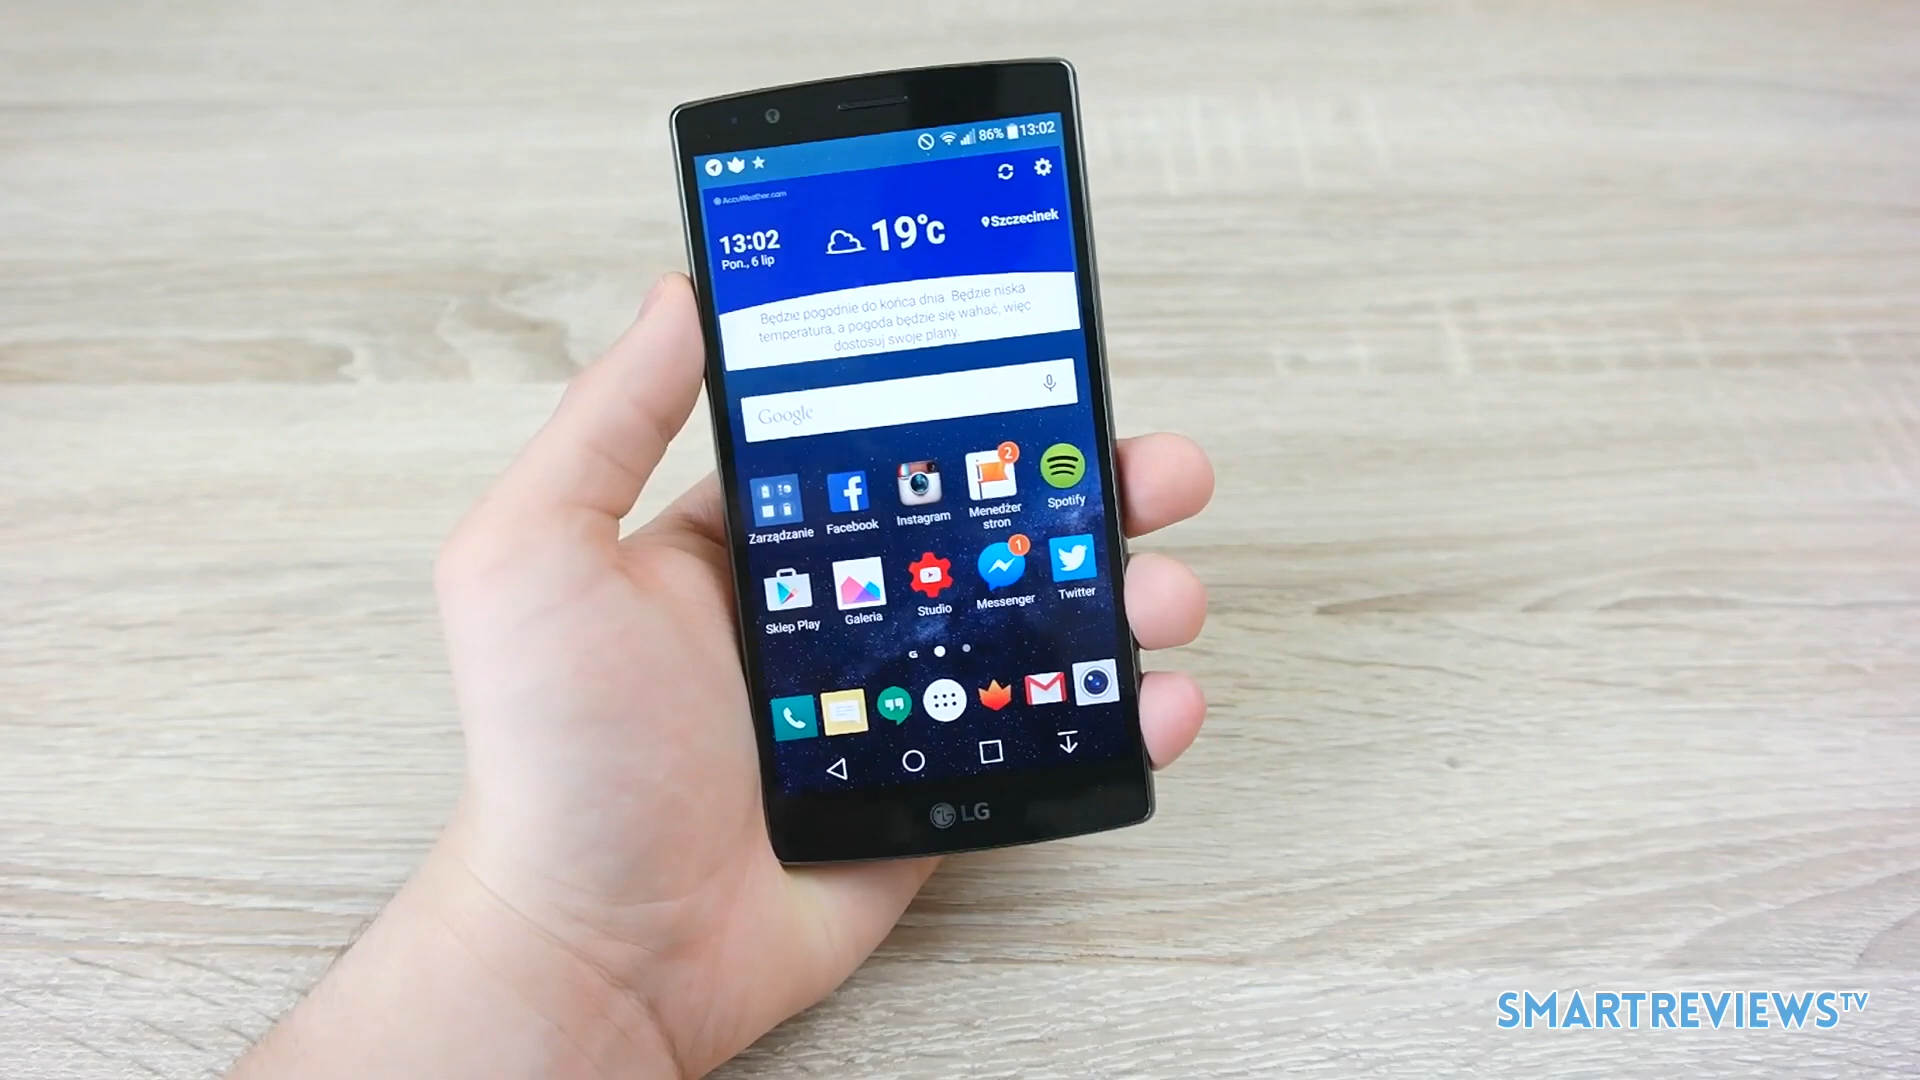 86% 13:02
AccuWeather.com
13:02
Pon., 6 lip
19°c
Szczecinek
Będzie pogodnie do końca dnia. Będzie niska
temperatura, a pogoda będzie się wahać, więc
dostosuj swoje plany.
Google
2
Zarządzanie
Facebook
Instagram
Menedżer
stron
Spotify
1
Sklep Play
Galeria
Studio
Messenger
Twitter
G
LG
SMARTREVIEWSTV